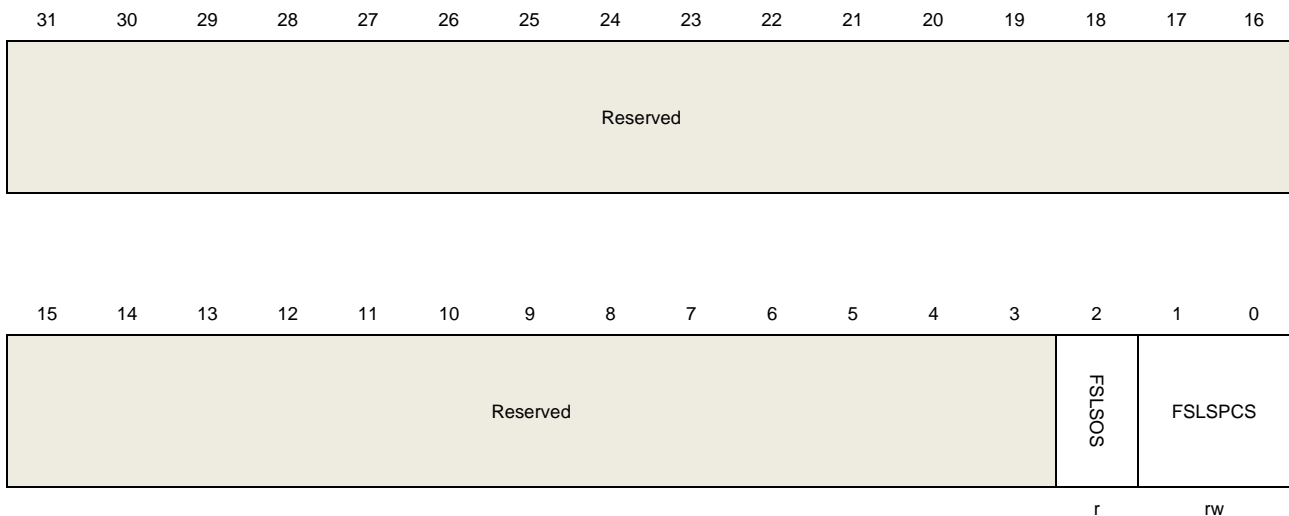 31 30 29 28 27 26 25 24 23 22 21 20 19 18 17 16
Reserved
15 14 13 12 11 10 9 8 7 6 5 4 3 2 1 0
Reserved FSLSOS FSLSPCS
r rw